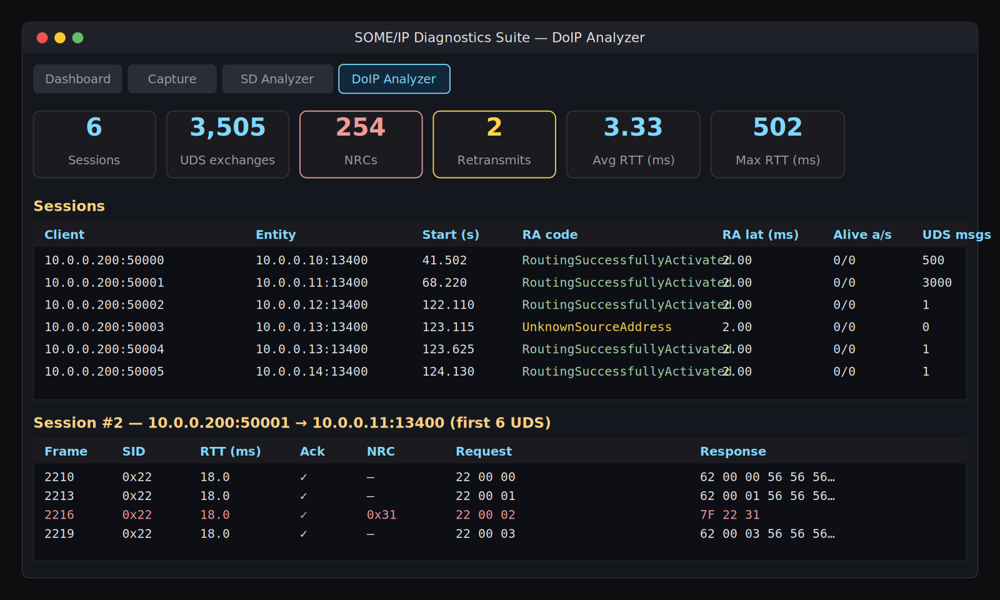 SOME/IP Diagnostics Suite — DoIP Analyzer
Dashboard Capture SD Analyzer DoIP Analyzer
6 3,505 254 2 3.33 502
Sessions UDS exchanges NRCs Retransmits Avg RTT (ms) Max RTT (ms)
Sessions
Client Entity Start (s) RA code RA lat (ms) Alive a/s UDS msgs
10.0.0.200:50000 10.0.0.10:13400 41.502 RoutingSuccessfullyActivated 2.00 0/0 500
10.0.0.200:50001 10.0.0.11:13400 68.220 RoutingSuccessfullyActivated 2.00 0/0 3000
10.0.0.200:50002 10.0.0.12:13400 122.110 RoutingSuccessfullyActivated 2.00 0/0 1
10.0.0.200:50003 10.0.0.13:13400 123.115 UnknownSourceAddress 2.00 0/0 0
10.0.0.200:50004 10.0.0.13:13400 123.625 RoutingSuccessfullyActivated 2.00 0/0 1
10.0.0.200:50005 10.0.0.14:13400 124.130 RoutingSuccessfullyActivated 2.00 0/0 1
Session #2 — 10.0.0.200:50001 → 10.0.0.11:13400 (first 6 UDS)
Frame SID RTT (ms) Ack NRC Request Response
2210 0x22 18.0 ✓ — 22 00 00 62 00 00 56 56 56…
2213 0x22 18.0 ✓ — 22 00 01 62 00 01 56 56 56…
2216 0x22 18.0 ✓ 0x31 22 00 02 7F 22 31
2219 0x22 18.0 ✓ — 22 00 03 62 00 03 56 56 56…